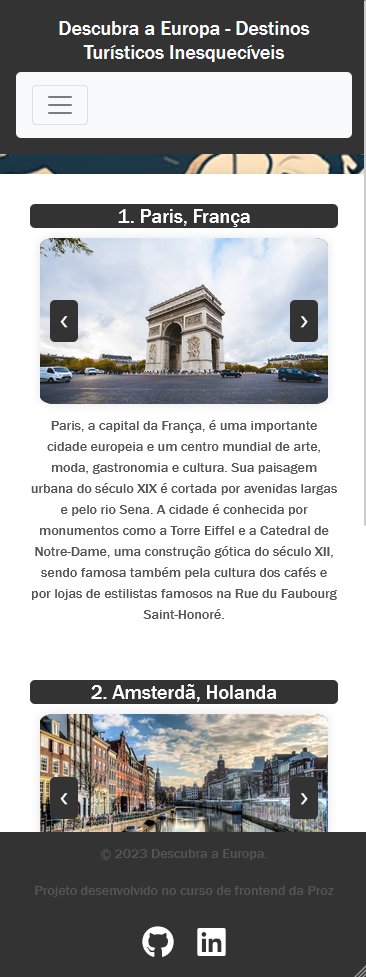 Descubra a Europa - Destinos
Turísticos Inesquecíveis
1. Paris, França
❮ ❯
Paris, a capital da França, é uma importante
cidade europeia e um centro mundial de arte,
moda, gastronomia e cultura. Sua paisagem
urbana do século XIX é cortada por avenidas largas
e pelo rio Sena. A cidade é conhecida por
monumentos como a Torre Eiffel e a Catedral de
Notre-Dame, uma construção gótica do século XII,
sendo famosa também pela cultura dos cafés e
por lojas de estilistas famosos na Rue du Faubourg
Saint-Honoré.
2. Amsterdã, Holanda
❮ ❯
© 2023 Descubra a Europa.
Projeto desenvolvido no curso de frontend da Proz
in